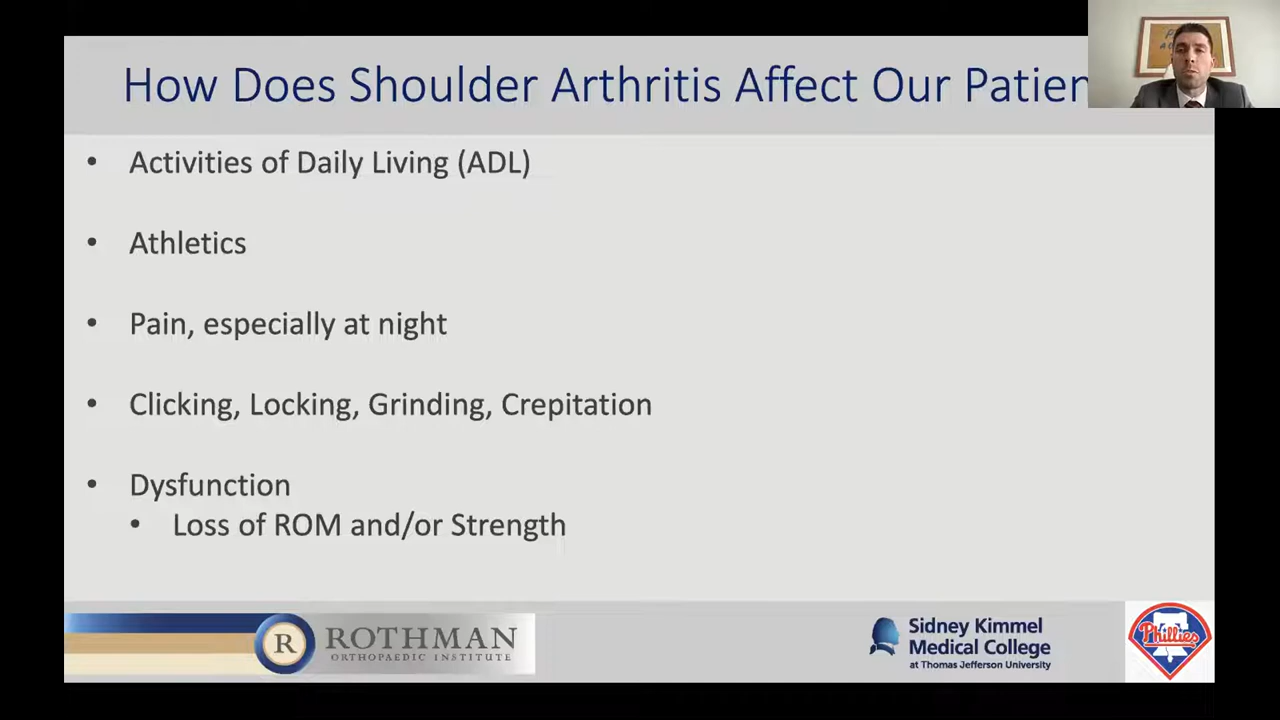 How Does Shoulder Arthritis Affect Our Patien
• Activities of Daily Living (ADL)
• Athletics
• Pain, especially at night
• Clicking, Locking, Grinding, Crepitation
• Dysfunction
• Loss of ROM and/or Strength
R ROTHMAN
ORTHOPAEDIC INSTITUTE
Sidney Kimmel
Medical College
at Thomas Jefferson University
Phillies